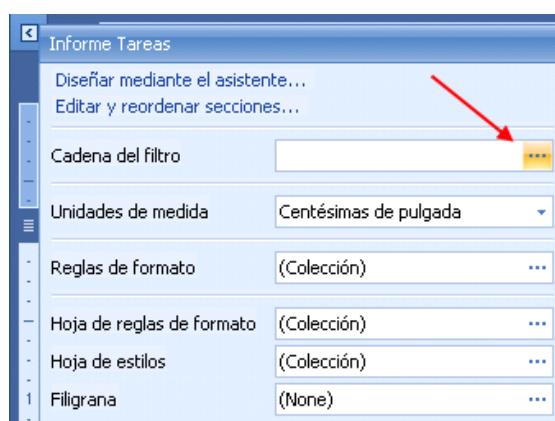 Informe Tareas
Diseñar mediante el asistente...
Editar y reordenar secciones...
Cadena del filtro
Unidades de medida Centésimas de pulgada
Reglas de formato (Colección)
Hoja de reglas de formato (Colección)
Hoja de estilos (Colección)
1 Filigrana (None)